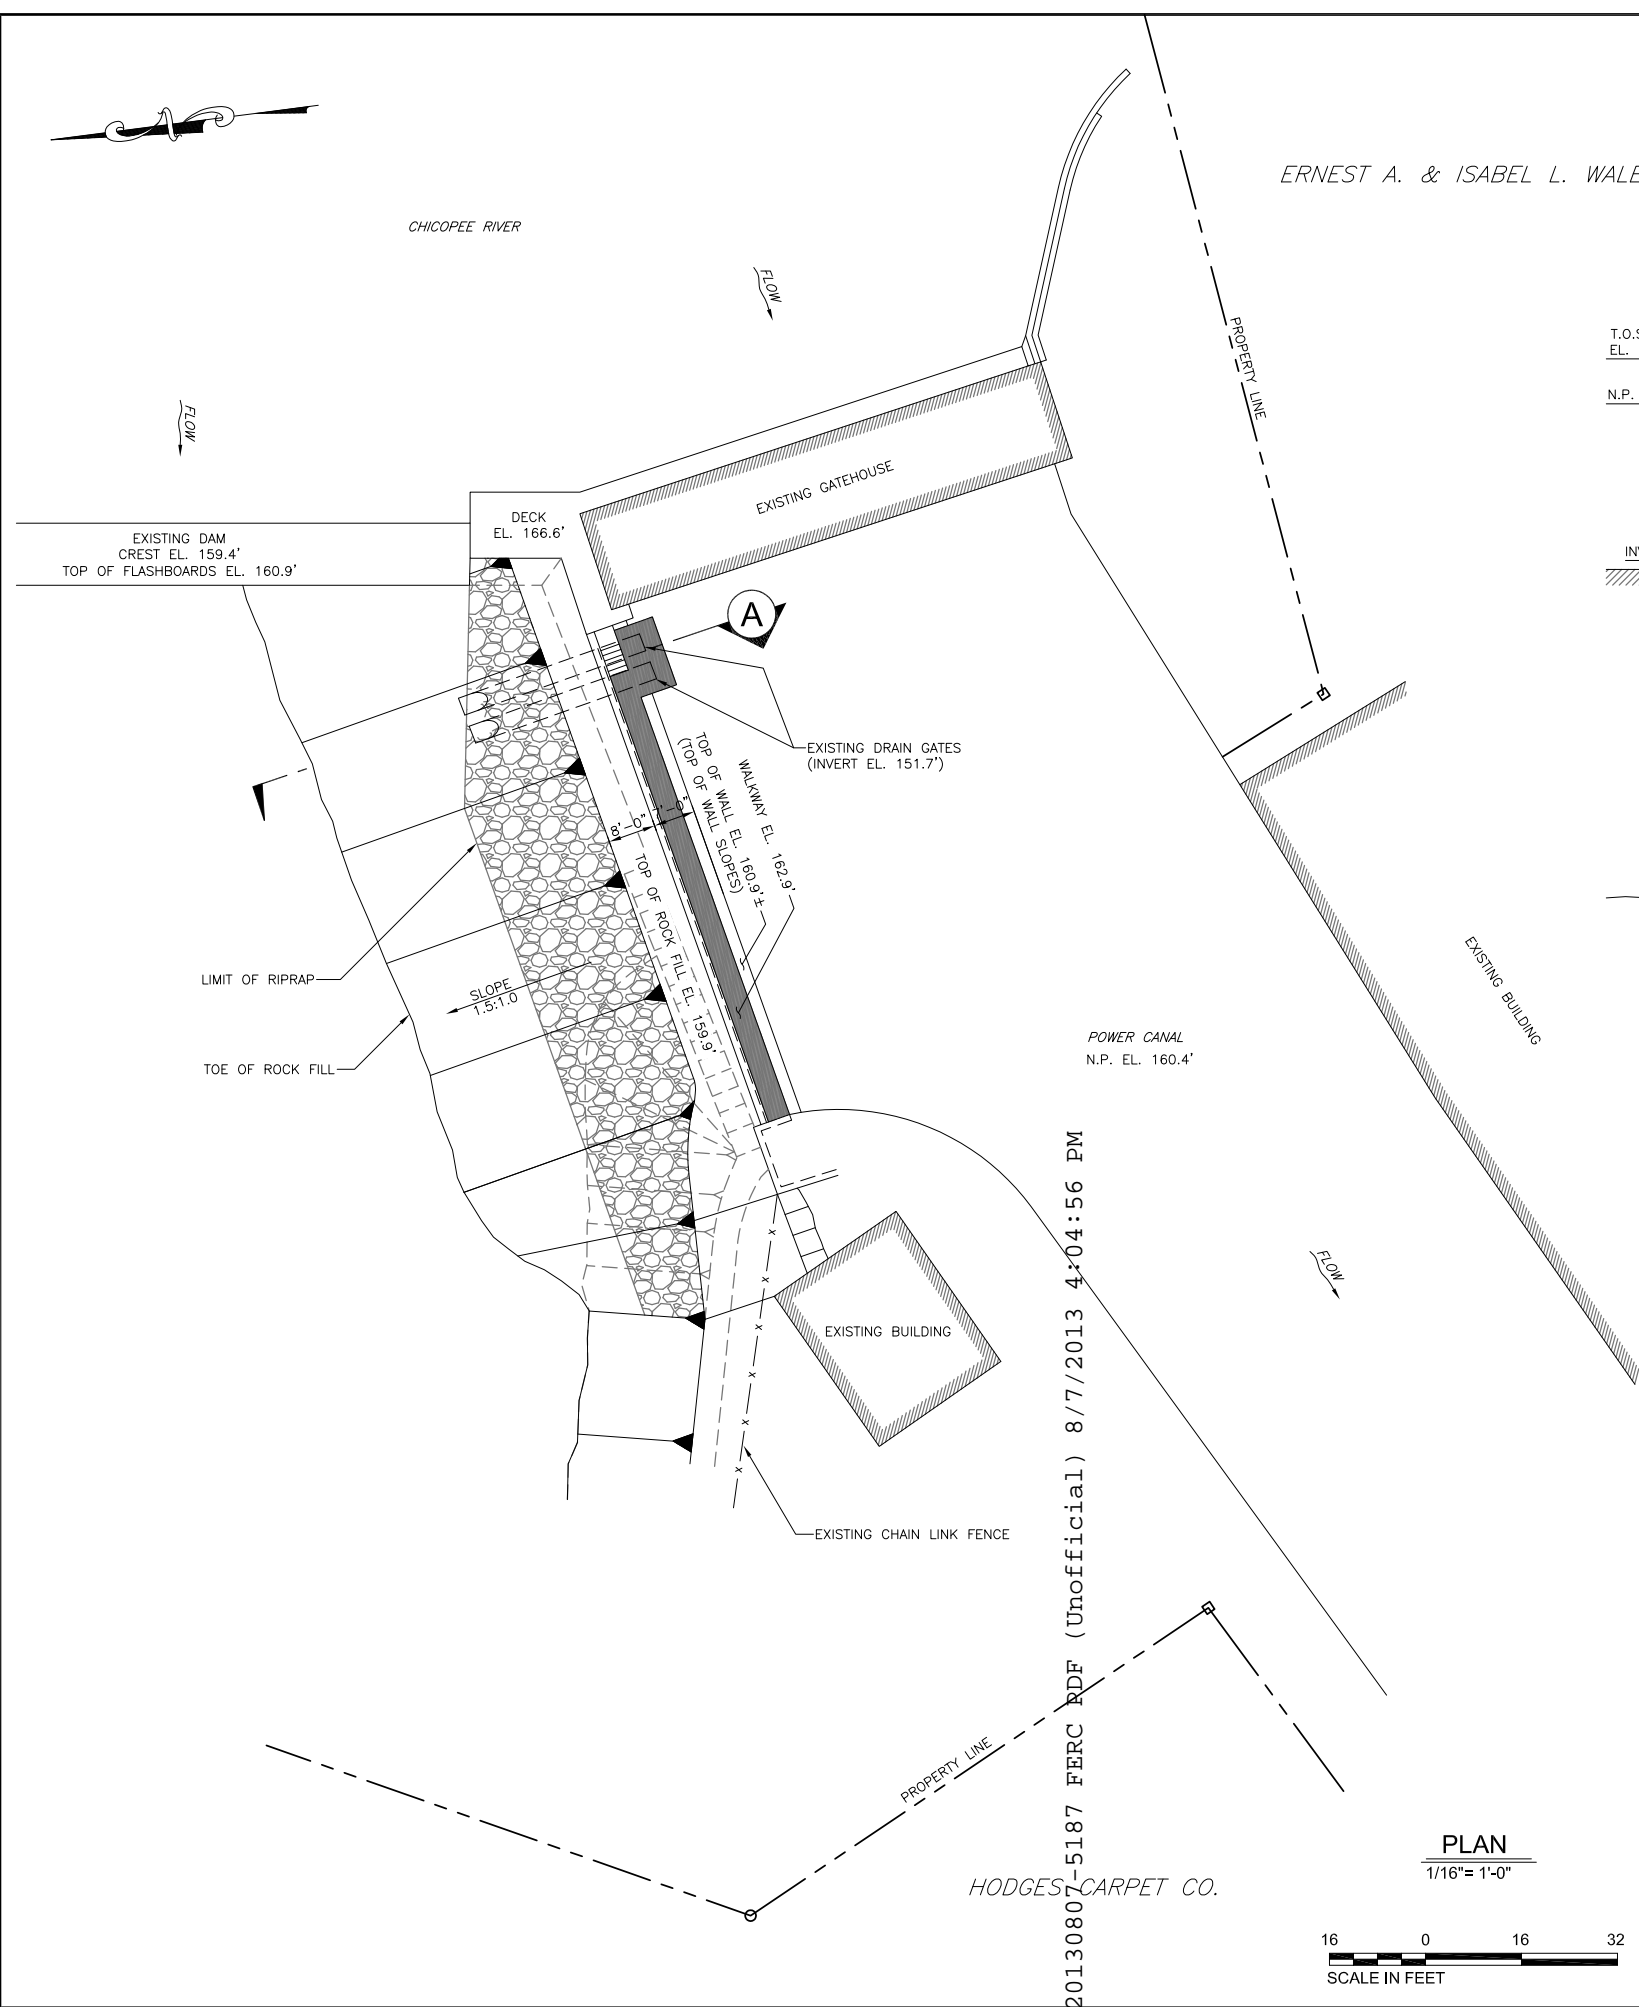 N
ERNEST A. & ISABEL L.
CHICOPEE RIVER
FLOW
PROPERTY LINE
EL.
N.P.
FLOW
EXISTING GATEHOUSE
DECK
EL. 166.6'
EXISTING DAM
CREST EL. 159.4'
TOP OF FLASHBOARDS EL. 160.9'
A
EXISTING DRAIN GATES
(INVERT EL. 151.7')
WALKWAY EL. 162.9'
TOP OF WALL EL. 160.9'±
(TOP OF WALL SLOPES)
8'-0"
TOP OF ROCK FILL EL. 159.9'
LIMIT OF RIPRAP
SLOPE
1.5:1.0
TOE OF ROCK FILL
EXISTING BUILDING
POWER CANAL
N.P. EL. 160.4'
FLOW
EXISTING BUILDING
x
x
x
x
x
x
EXISTING CHAIN LINK FENCE
PROPERTY LINE
HODGES CARPET CO.
20130807-5187 FERC PDF (Unofficial) 8/7/2013 4:04:56 PM
PLAN
1/16"= 1'-0"
16 0 16 32
SCALE IN FEET